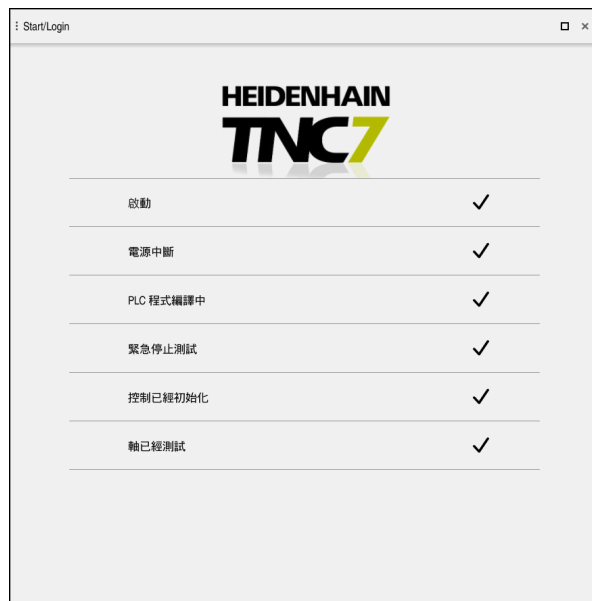 Start/Login
HEIDENHAIN
TNC7
啟動
電源中斷
PLC 程式編譯中
緊急停止測試
控制已經初始化
軸已經測試